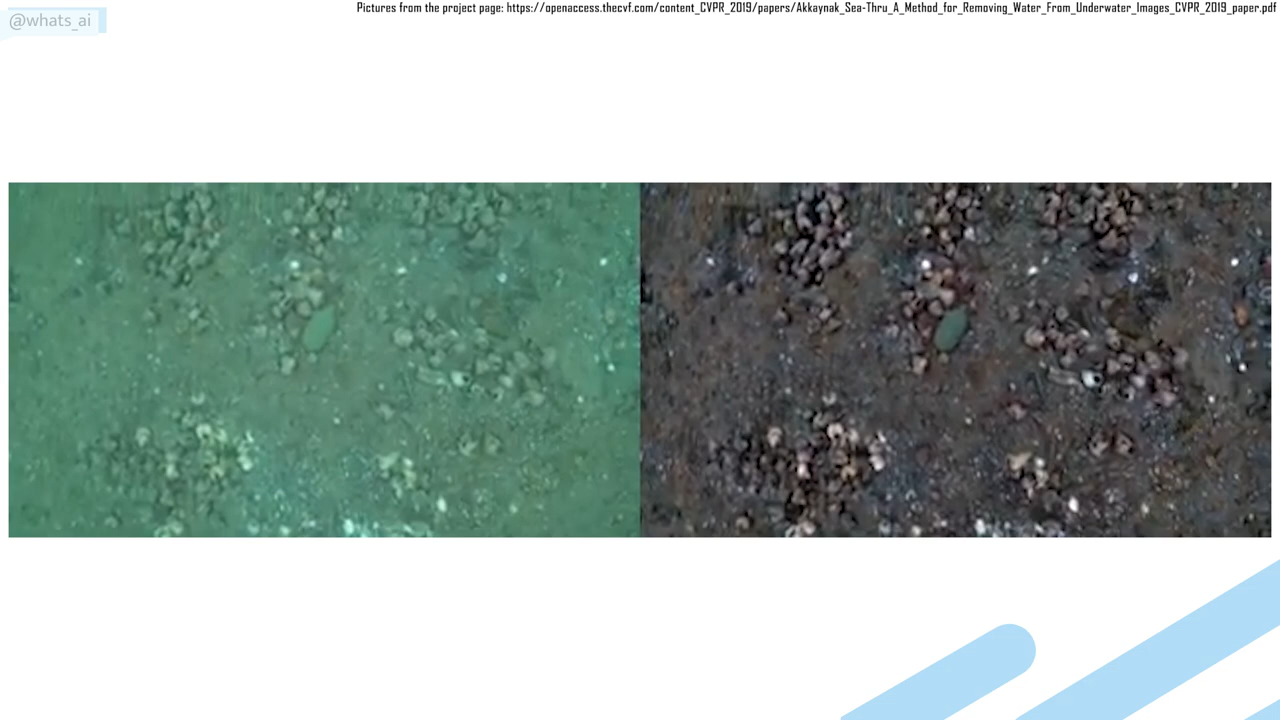 Pictures from the project page: https://openaccess.thecvf.com/content_CVPR_2019/papers/Akkaynak_Sea-Thru_A_Method_for_Removing_Water_From_Underwater_Images_CVPR_2019_paper.pdf
@whats_ai